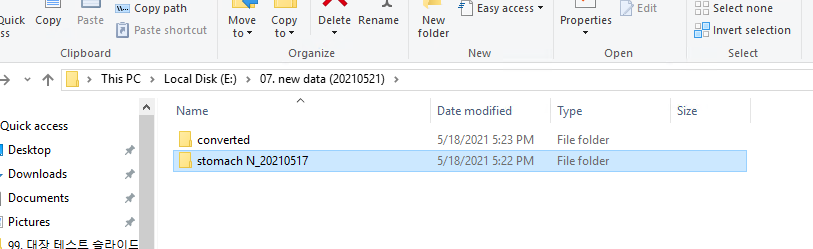 Copy path
Easy access
Select none
Paste shortcut
Edit
Invert selection
Copy
Paste
Move to
Copy to
Delete
Rename
New folder
Properties
Clipboard
Organize
New
Open
Select
This PC > Local Disk (E:) > 07. new data (20210521) >
Name Date modified Type Size
Quick access
converted 5/18/2021 5:23 PM File folder
Desktop
stomach N_20210517 5/18/2021 5:22 PM File folder
Downloads
Documents
Pictures
99. 대장 테스트 슬라이드